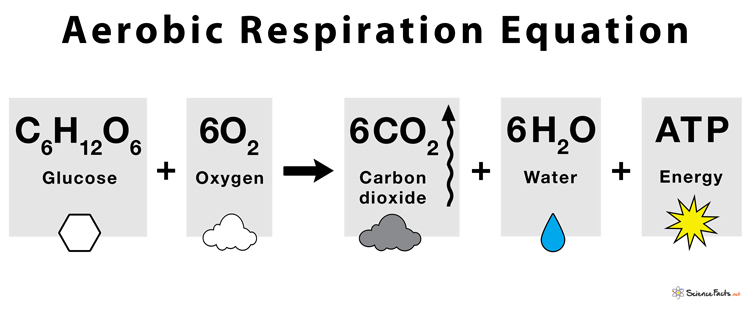 Aerobic Respiration Equation
C₆H₁₂O₆ + 6O₂ → 6CO₂ + 6H₂O + ATP
Glucose Oxygen Carbon dioxide Water Energy
ScienceFacts.net